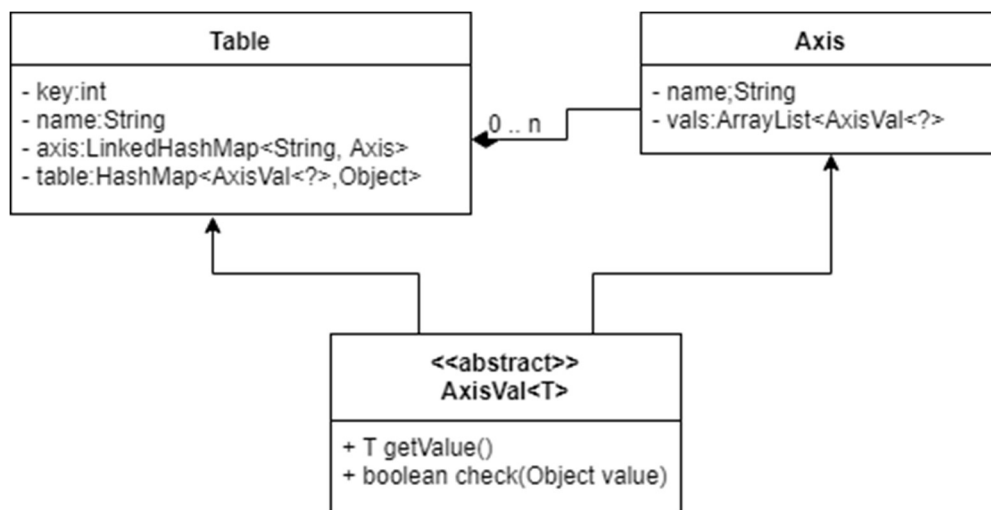 Table
- key:int
- name:String
- axis:LinkedHashMap<String, Axis>
- table:HashMap<AxisVal<?>,Object>
0 .. n
Axis
- name;String
- vals:ArrayList<AxisVal<?>
<<abstract>>
AxisVal<T>
+ T getValue()
+ boolean check(Object value)